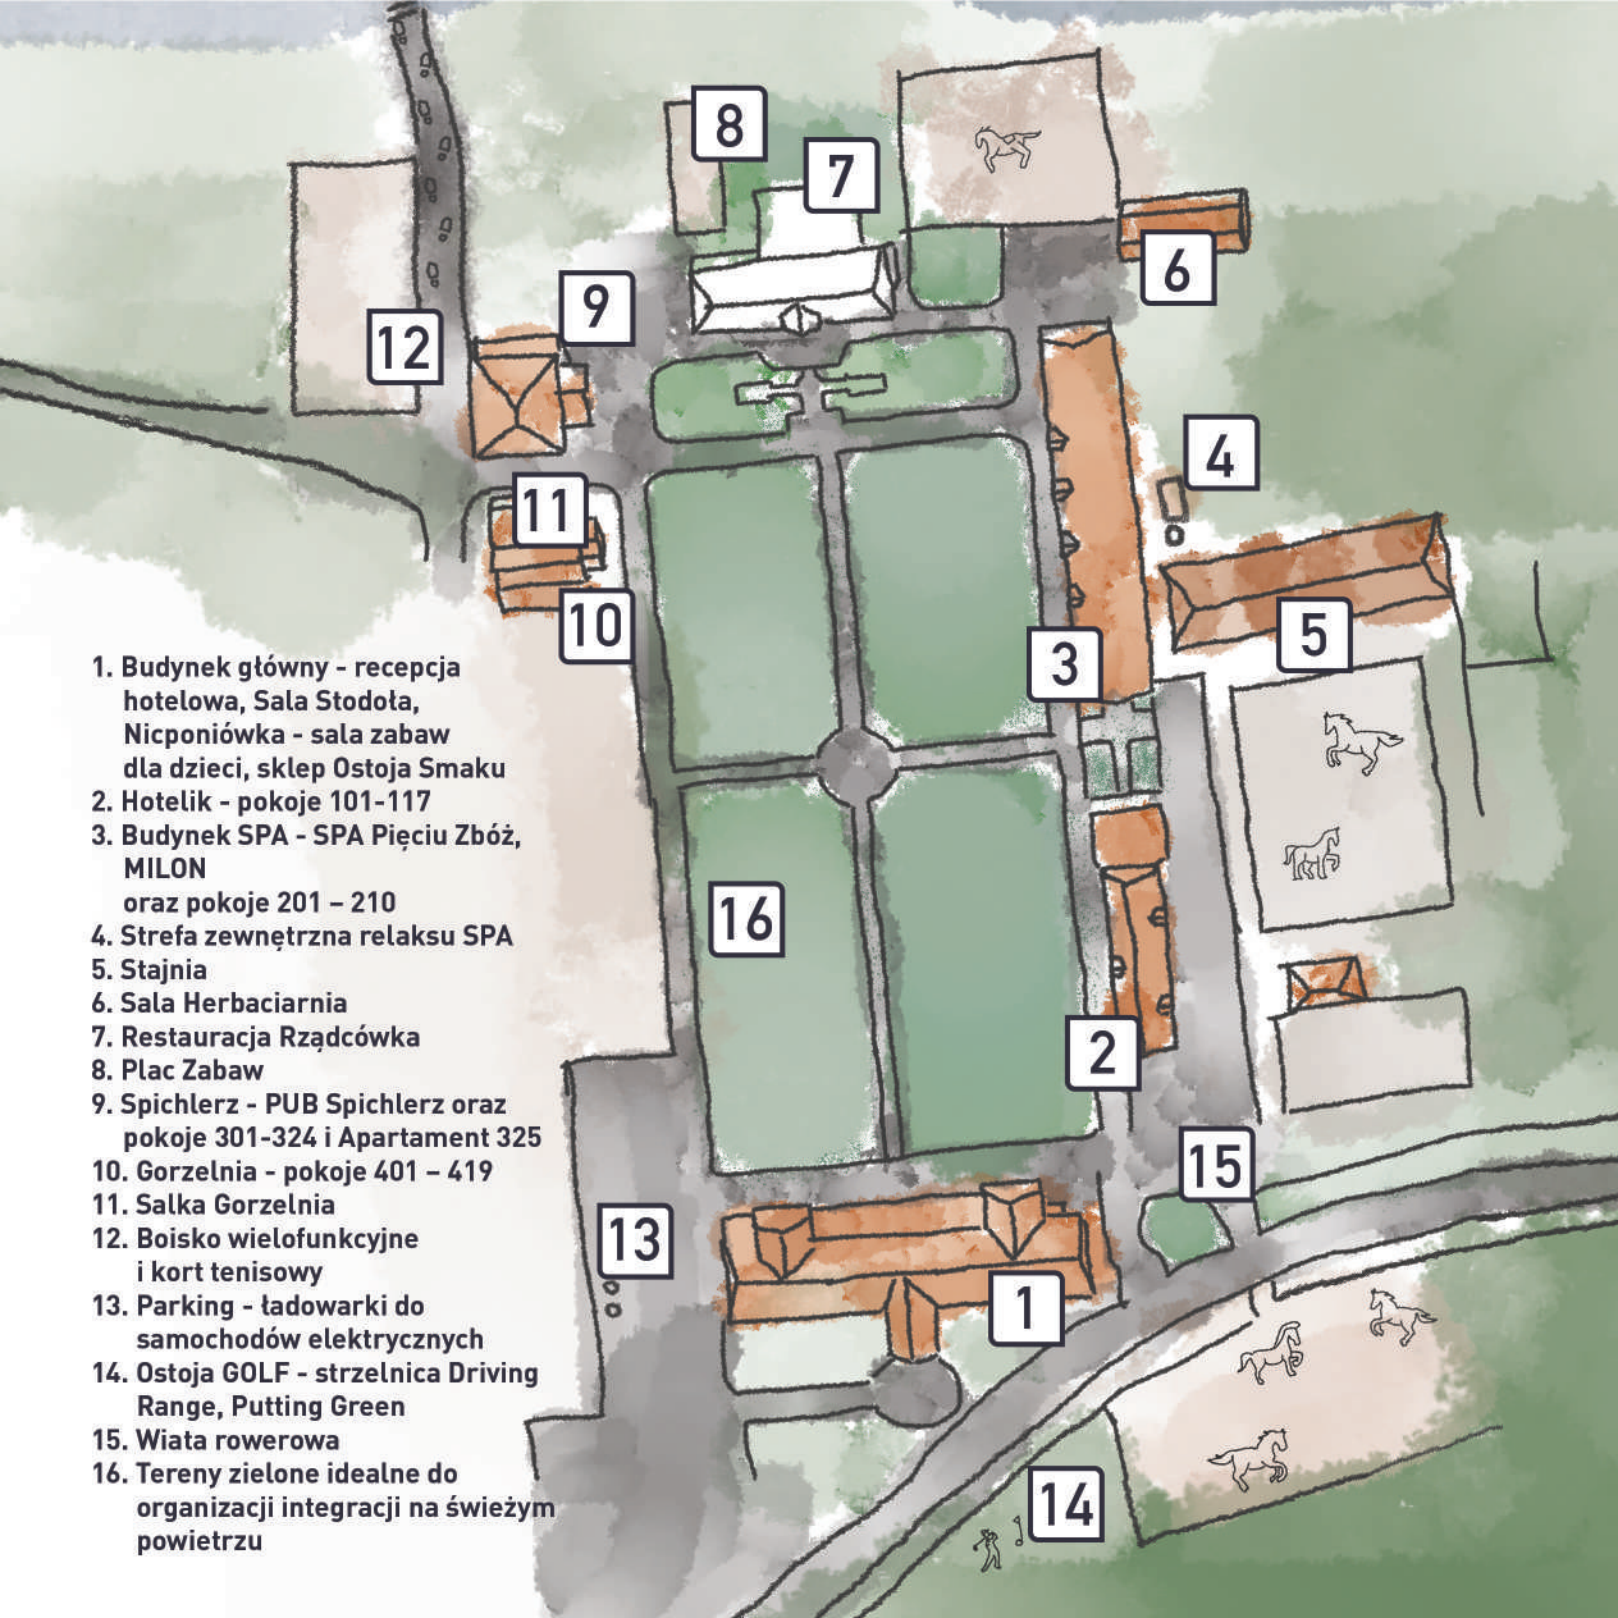 8
7
6
9
12
4
11
5
10
3
1. Budynek główny - recepcja
hotelowa, Sala Stodoła,
Nicponiówka - sala zabaw
dla dzieci, sklep Ostoja Smaku
2. Hotelik - pokoje 101-117
3. Budynek SPA - SPA Pięciu Zbóż,
MILON
oraz pokoje 201 – 210
4. Strefa zewnętrzna relaksu SPA
5. Stajnia
6. Sala Herbaciarnia
7. Restauracja Rządcówka
8. Plac Zabaw
9. Spichlerz - PUB Spichlerz oraz
pokoje 301-324 i Apartament 325
10. Gorzelnia - pokoje 401 – 419
11. Salka Gorzelnia
12. Boisko wielofunkcyjne
i kort tenisowy
13. Parking - ładowarki do
samochodów elektrycznych
14. Ostoja GOLF - strzelnica Driving
Range, Putting Green
15. Wiata rowerowa
16. Tereny zielone idealne do
organizacji integracji na świeżym
powietrzu
16
2
15
13
1
14